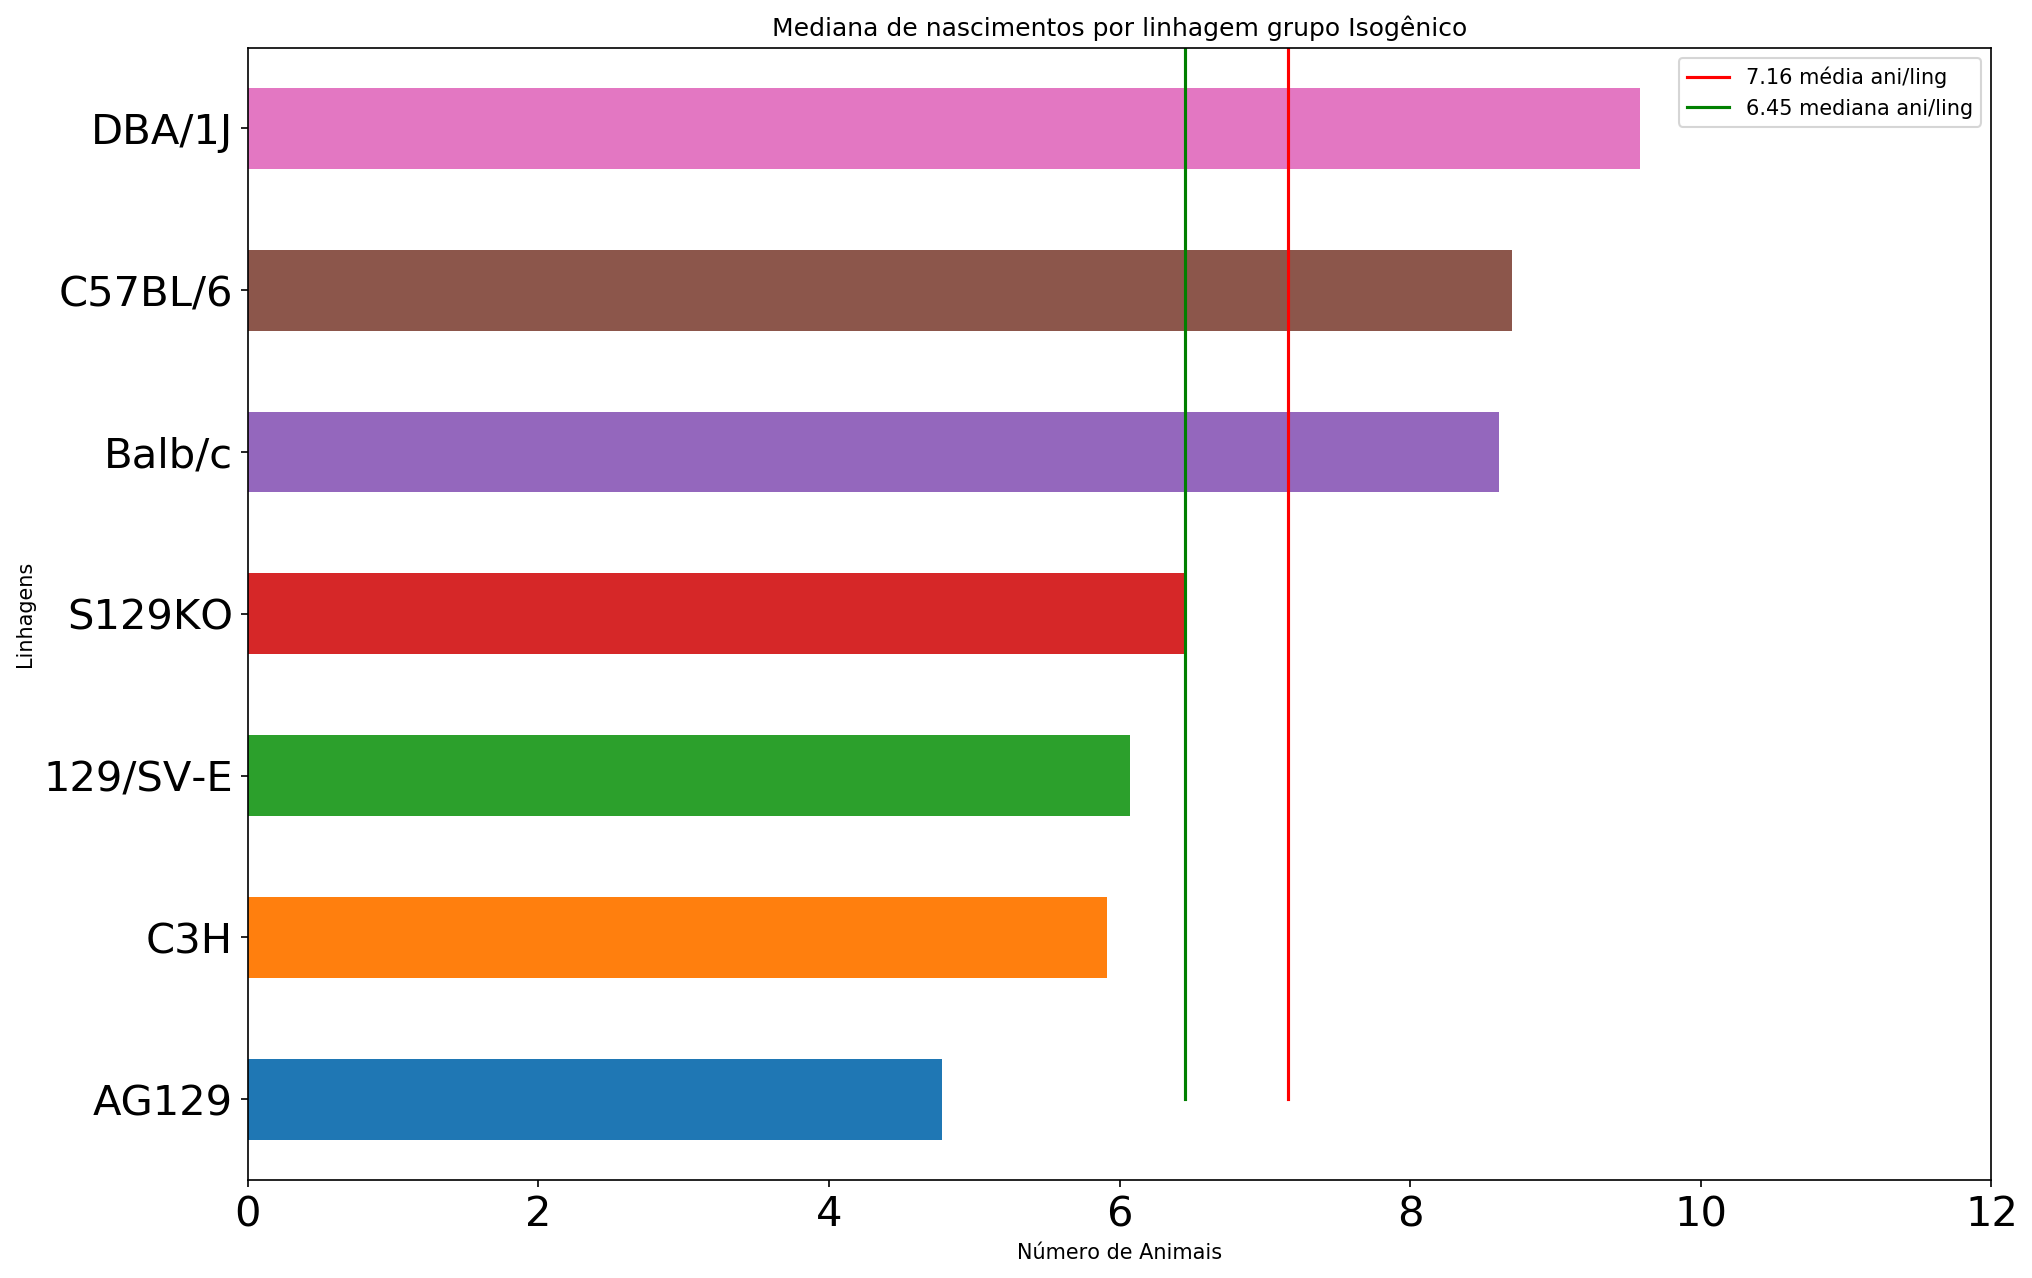 Mediana de nascimentos por linhagem grupo Isogênico
7.16 média ani/ling
6.45 mediana ani/ling
DBA/1J
C57BL/6
Balb/c
S129KO
129/SV-E
C3H
AG129
Linhagens
0 2 4 6 8 10 12
Número de Animais